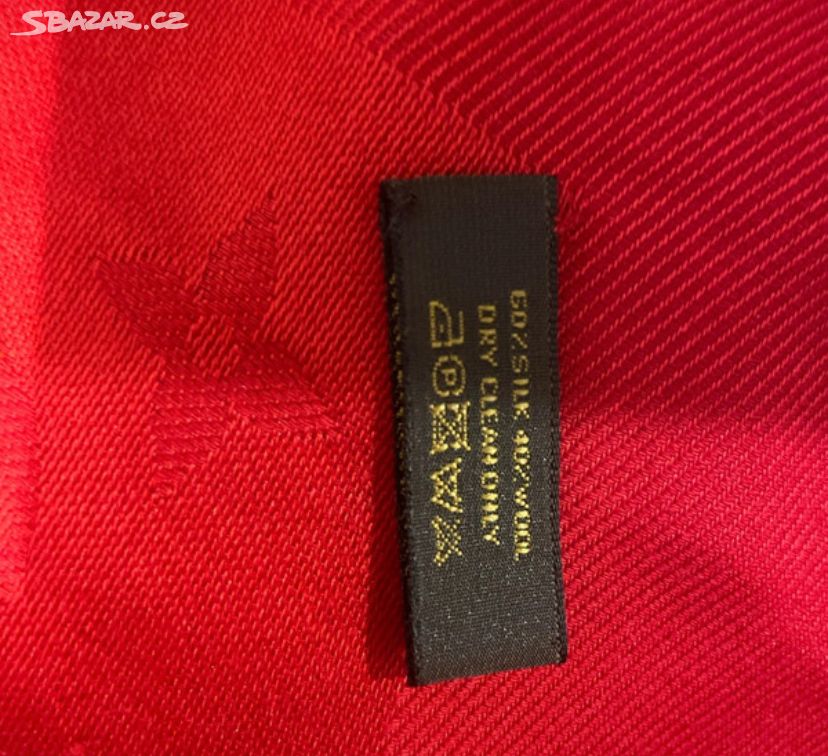 SBAZAR.CZ
60%SILK 40%WOOL
DRY CLEAN ONLY
P